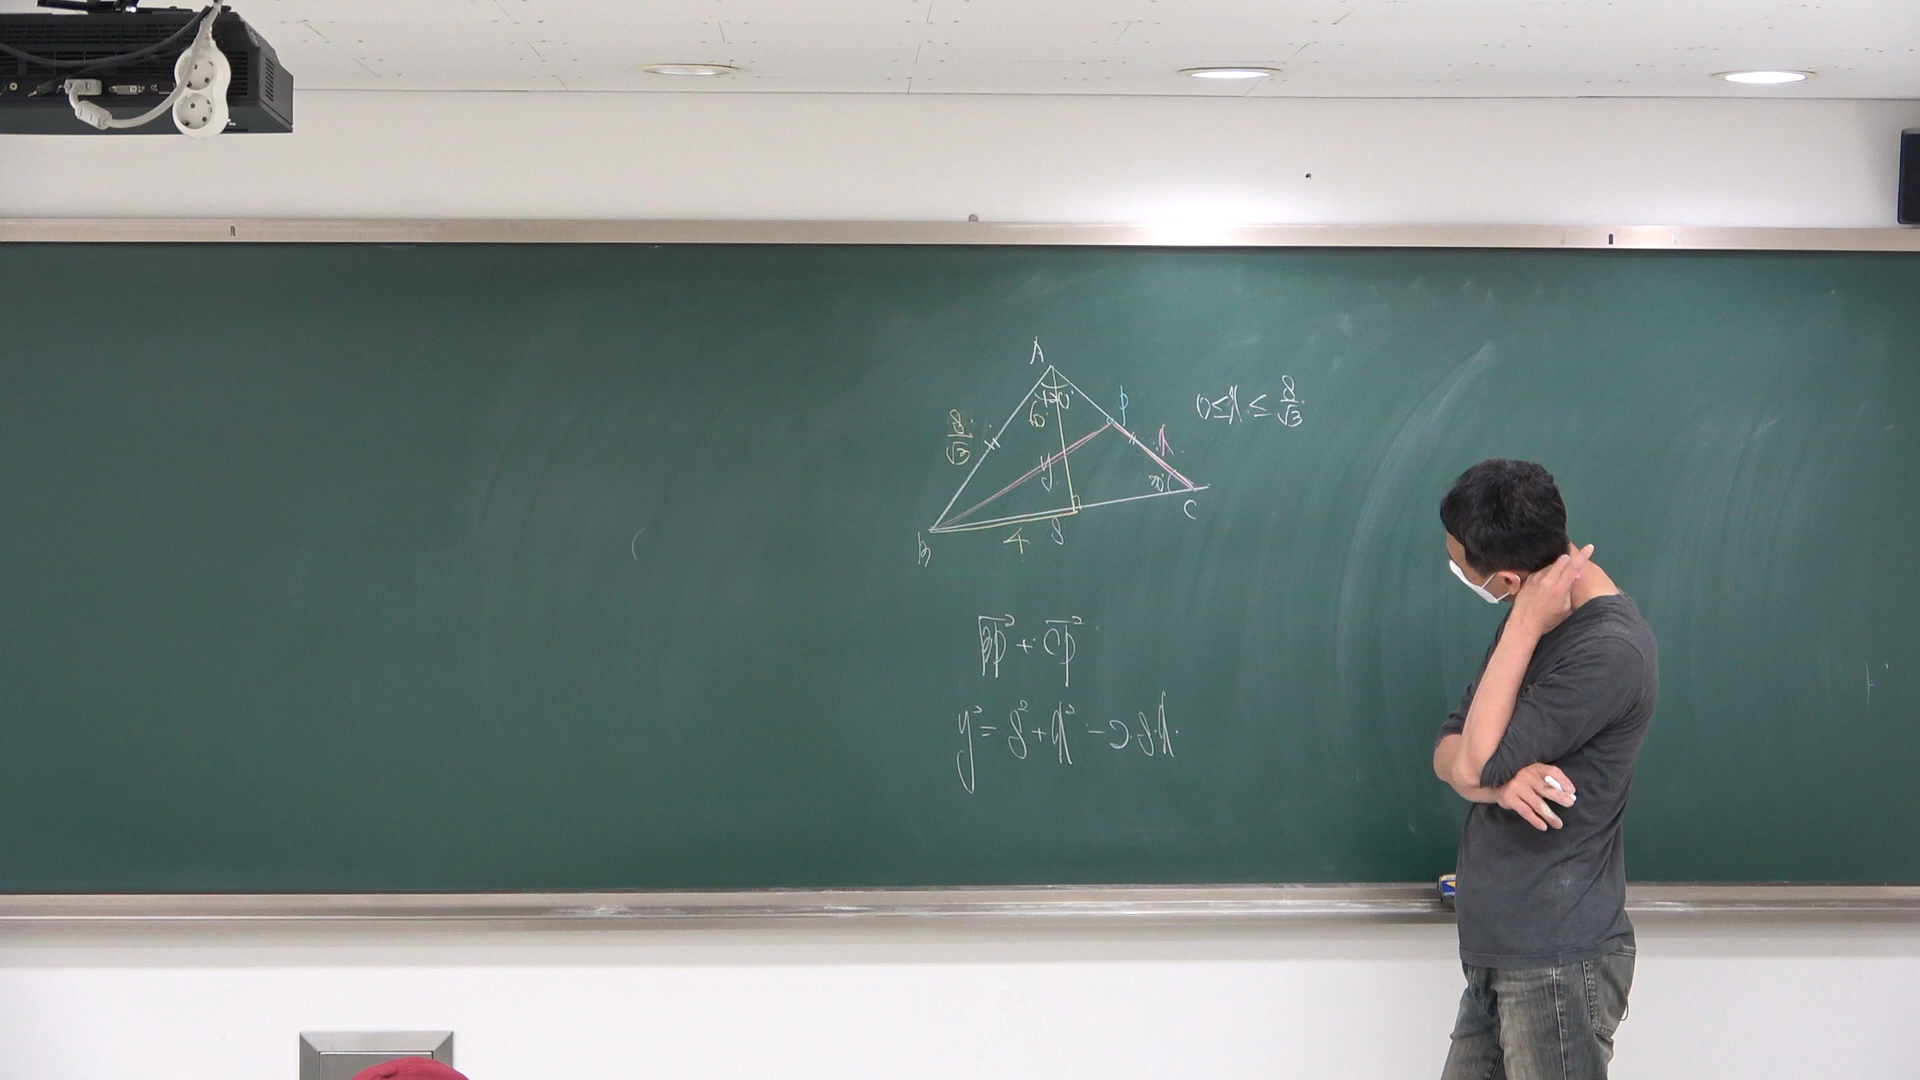 A
8/√3
60°
120°
P
x
0 ≤ x ≤ 8/√3
y
30°
C
B
4
8
BP² + CP²
y² = 8² + x² - 2·8·x·